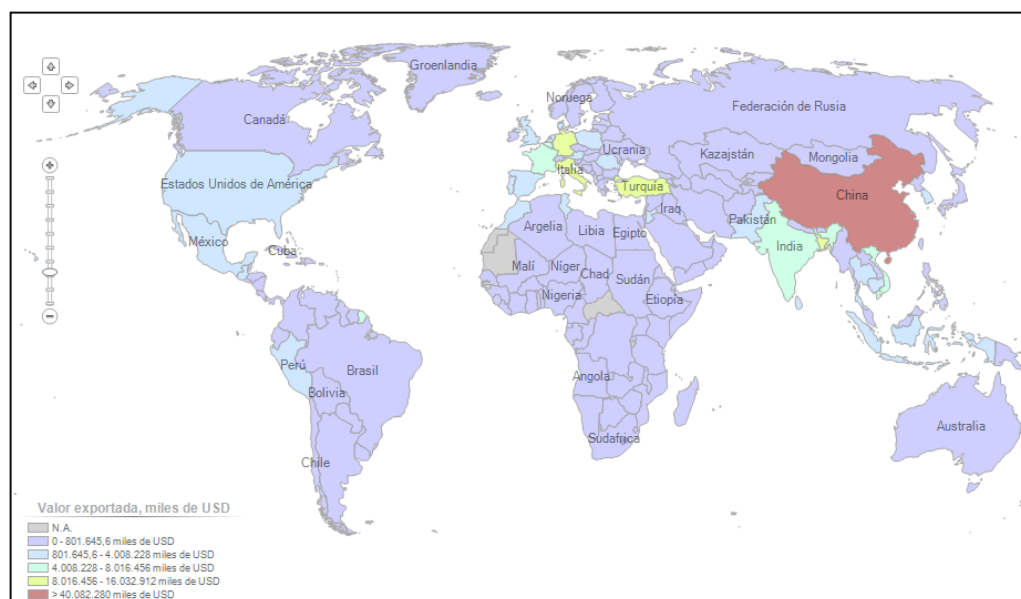 Groenlandia
Noruega
Federación de Rusia
Canadá
Ucrania
Kazajstán
Mongolia
Italia
Estados Unidos de América
Turquía
China
Iraq
Pakistán
Argelia
Libia
Egipto
India
México
Cuba
Malí
Níger
Chad
Sudán
Nigeria
Etiopía
Perú
Brasil
Angola
Bolivia
Sudafrica
Australia
Chile
Valor exportada, miles de USD
N.A.
0 - 801.645,6 miles de USD
801.645,6 - 4.008.228 miles de USD
4.008.228 - 8.016.456 miles de USD
8.016.456 - 16.032.912 miles de USD
> 40.082.280 miles de USD